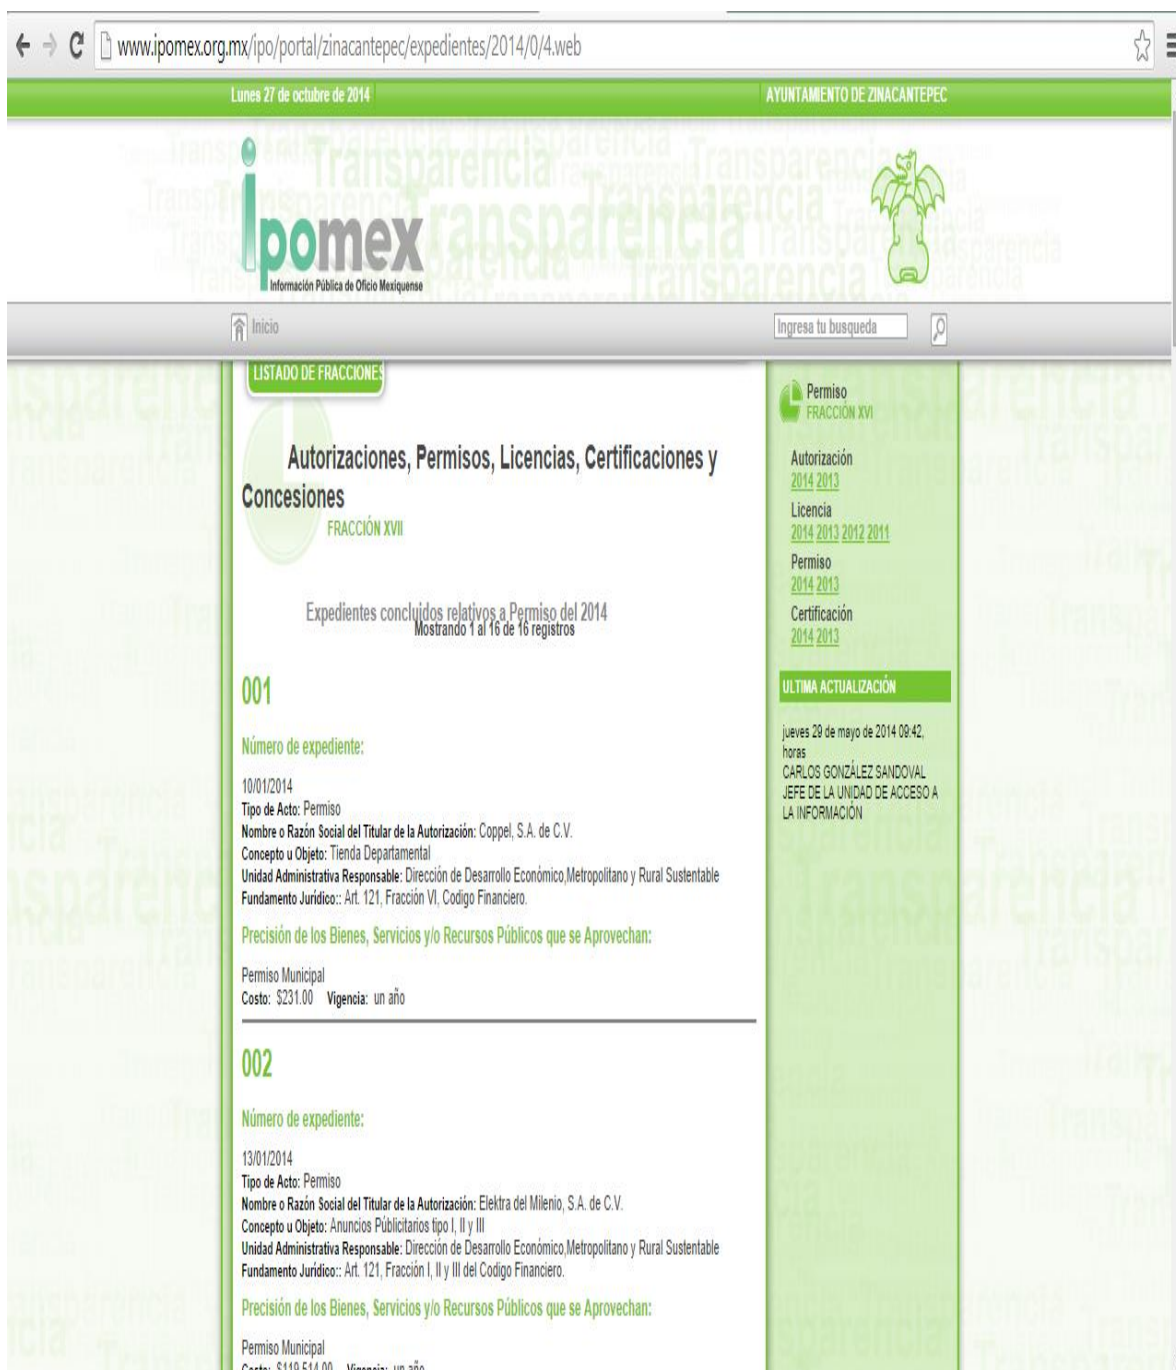 www.ipomex.org.mx/ipo/portal/zinacantepec/expedientes/2014/0/4.web
Lunes 27 de octubre de 2014
AYUNTAMIENTO DE ZINACANTEPEC
ipomex
Información Pública de Oficio Mexiquense
Inicio
Ingresa tu busqueda
LISTADO DE FRACCIONES
Autorizaciones, Permisos, Licencias, Certificaciones y
Concesiones
FRACCIÓN XVII
Expedientes concluidos relativos a Permiso del 2014
Mostrando 1 al 16 de 16 registros
001
Número de expediente:
10/01/2014
Tipo de Acto: Permiso
Nombre o Razón Social del Titular de la Autorización: Coppel, S.A. de C.V.
Concepto u Objeto: Tienda Departamental
Unidad Administrativa Responsable: Dirección de Desarrollo Económico,Metropolitano y Rural Sustentable
Fundamento Jurídico:: Art. 121, Fracción VI, Codigo Financiero.
Precisión de los Bienes, Servicios y/o Recursos Públicos que se Aprovechan:
Permiso Municipal
Costo: $231.00 Vigencia: un año
002
Número de expediente:
13/01/2014
Tipo de Acto: Permiso
Nombre o Razón Social del Titular de la Autorización: Elektra del Milenio, S.A. de C.V.
Concepto u Objeto: Anuncios Públicitarios tipo I, II y III
Unidad Administrativa Responsable: Dirección de Desarrollo Económico,Metropolitano y Rural Sustentable
Fundamento Jurídico:: Art. 121, Fracción I, II y III del Codigo Financiero.
Precisión de los Bienes, Servicios y/o Recursos Públicos que se Aprovechan:
Permiso Municipal
Costo: $119,514.00 Vigencia: un año
Permiso
FRACCIÓN XVI
Autorización
2014 2013
Licencia
2014 2013 2012 2011
Permiso
2014 2013
Certificación
2014 2013
ULTIMA ACTUALIZACIÓN
jueves 29 de mayo de 2014 09:42,
horas
CARLOS GONZÁLEZ SANDOVAL
JEFE DE LA UNIDAD DE ACCESO A
LA INFORMACIÓN